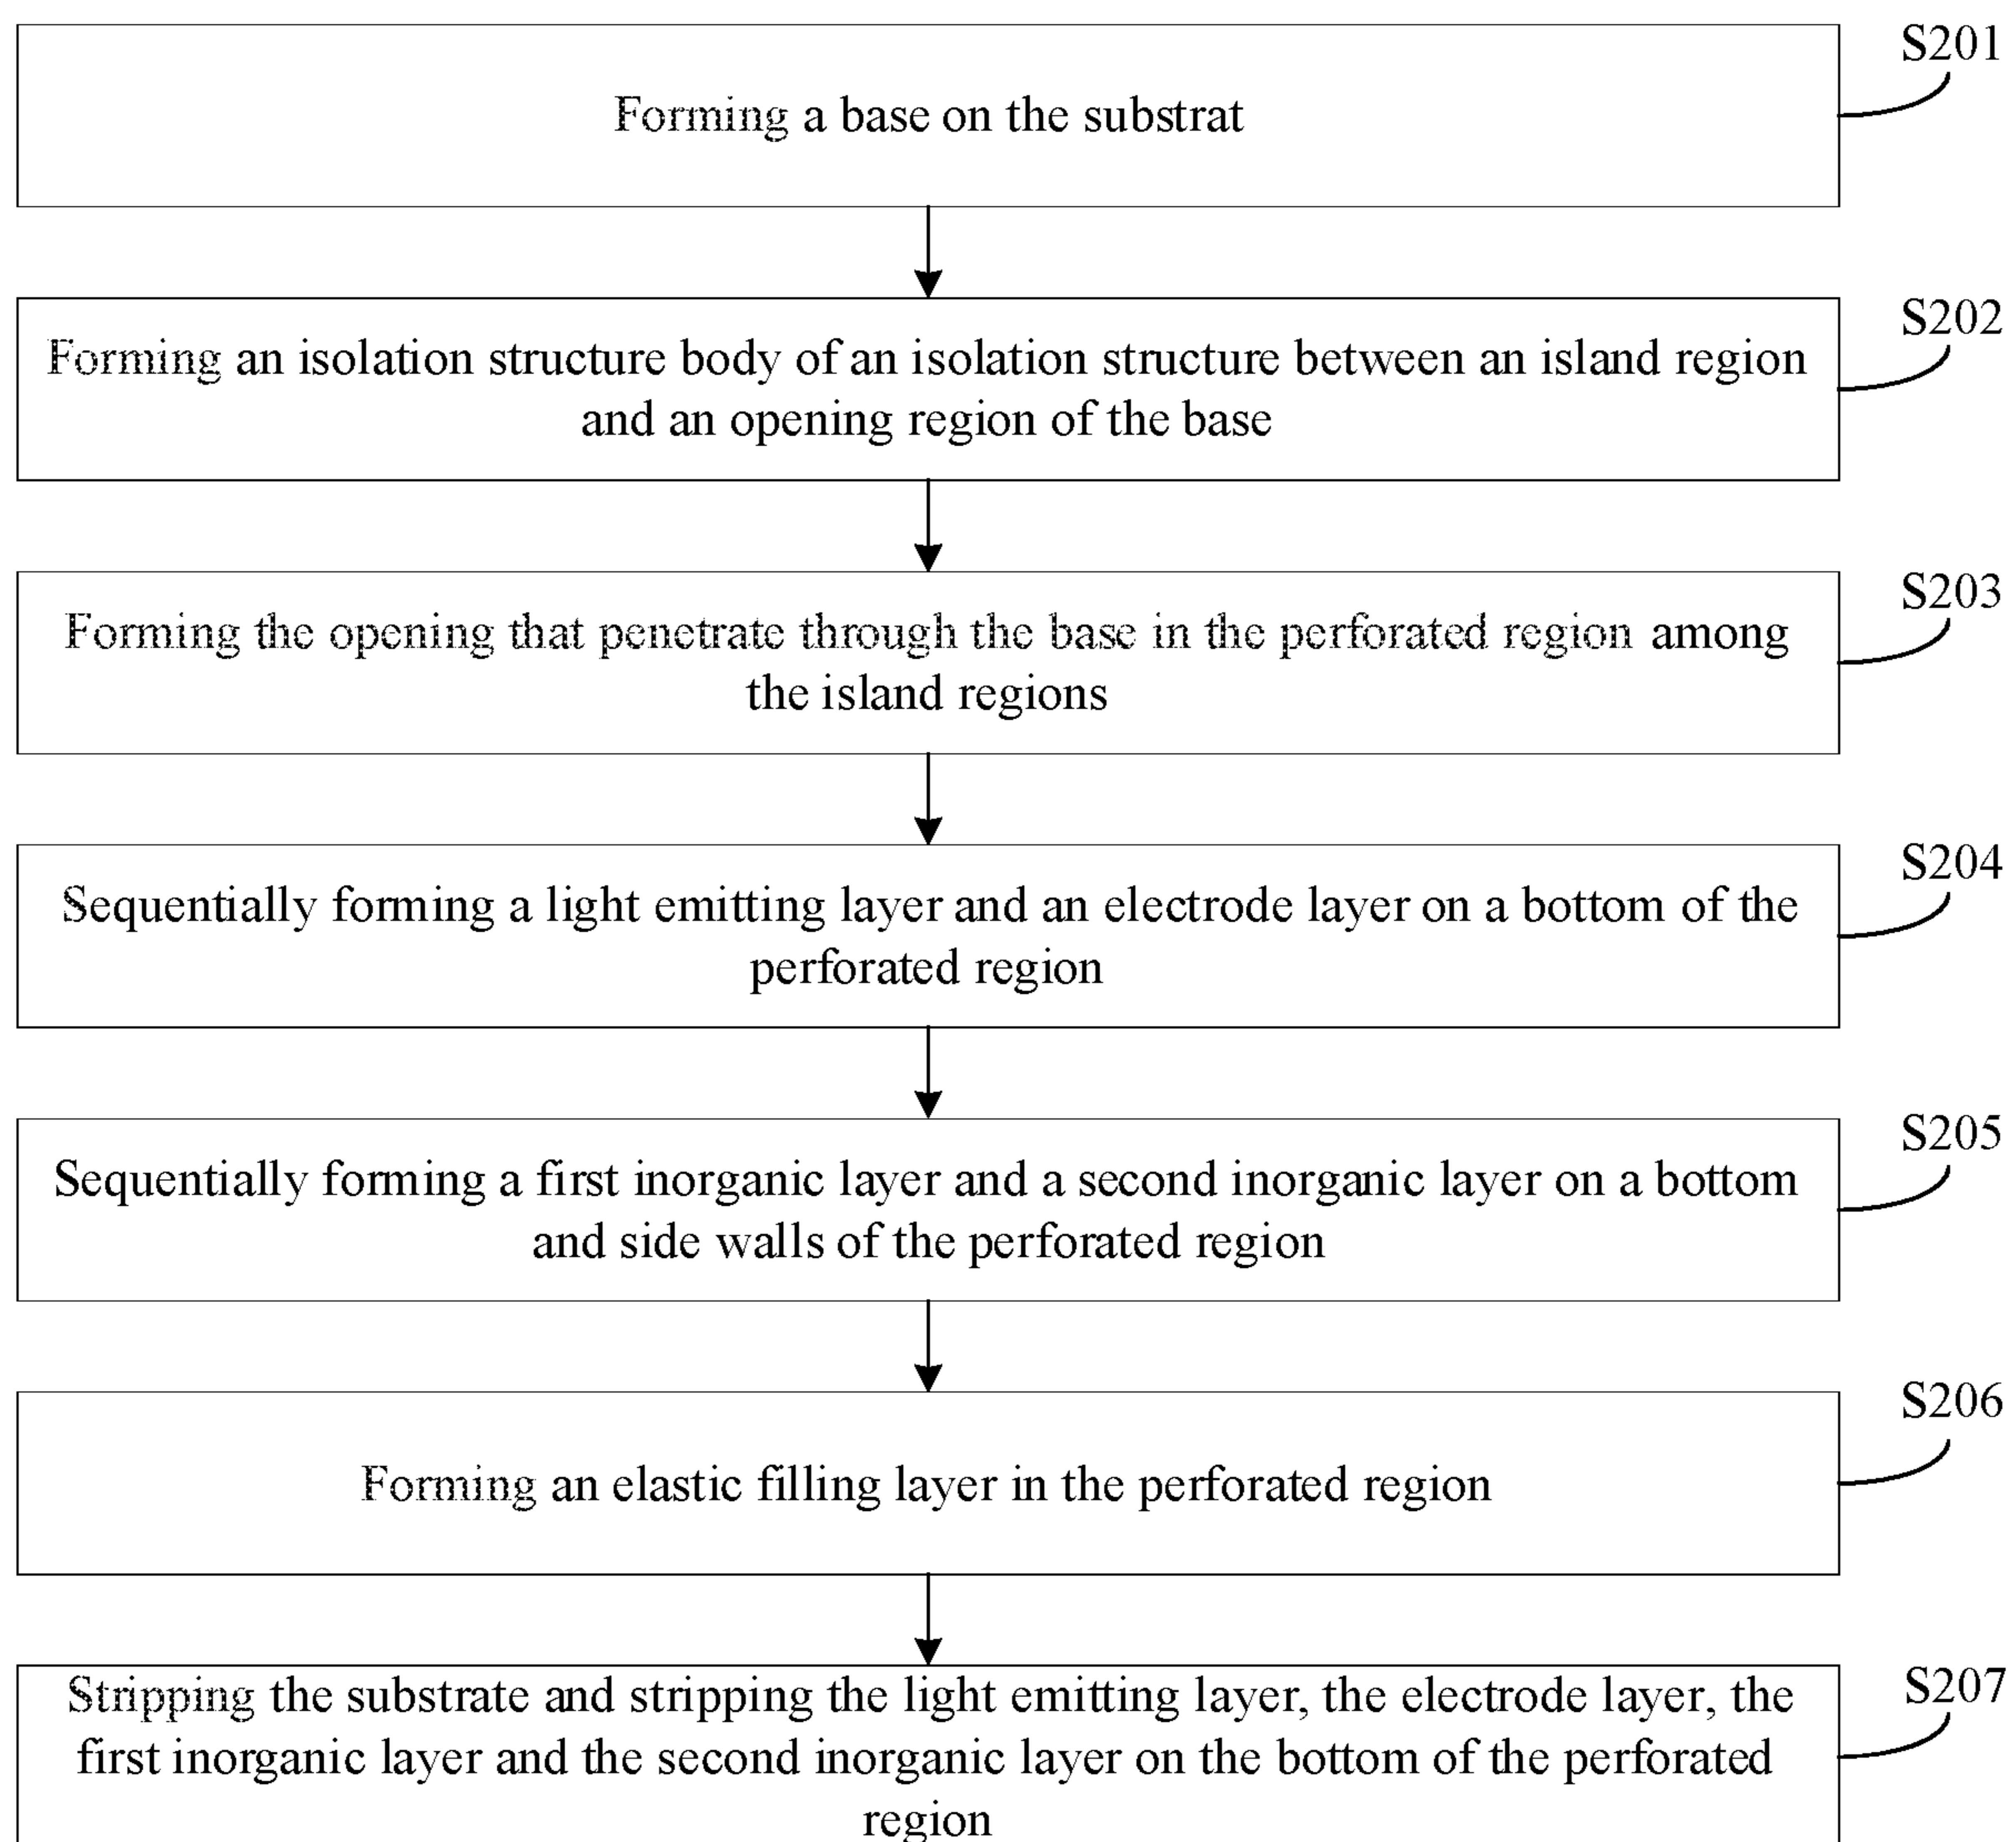 S201
Forming a base on the substrat
S202
Forming an isolation structure body of an isolation structure between an island region
and an opening region of the base
S203
Forming the opening that penetrate through the base in the perforated region among
the island regions
S204
Sequentially forming a light emitting layer and an electrode layer on a bottom of the
perforated region
S205
Sequentially forming a first inorganic layer and a second inorganic layer on a bottom
and side walls of the perforated region
S206
Forming an elastic filling layer in the perforated region
S207
Stripping the substrate and stripping the light emitting layer, the electrode layer, the
first inorganic layer and the second inorganic layer on the bottom of the perforated
region